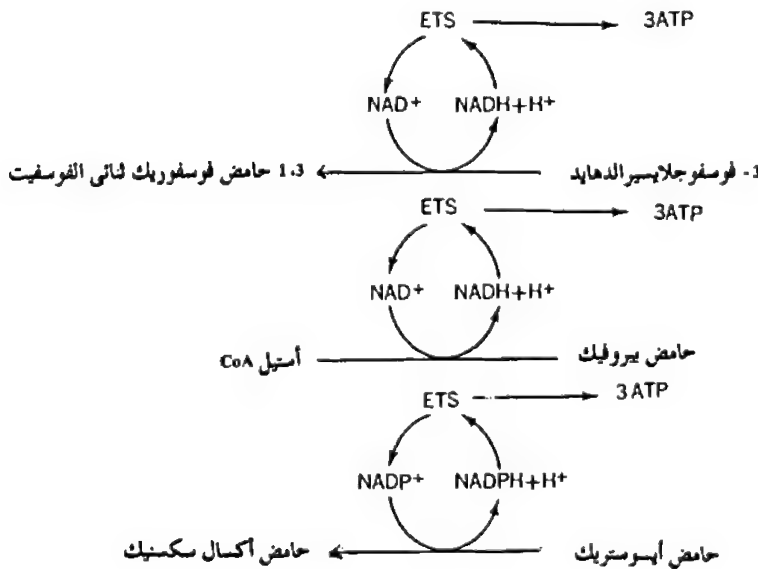 ETS 3ATP
NAD+ NADH+H+
3- فوسفوجلايسيرالدهايد 1،3 حامض فوسفوريك ثنائى الفوسفيت
ETS 3ATP
NAD+ NADH+H+
حامض بيروفيك أستيل CoA
ETS 3ATP
NADP+ NADPH+H+
حامض أيسوستريك حامض أكسال سكسنيك